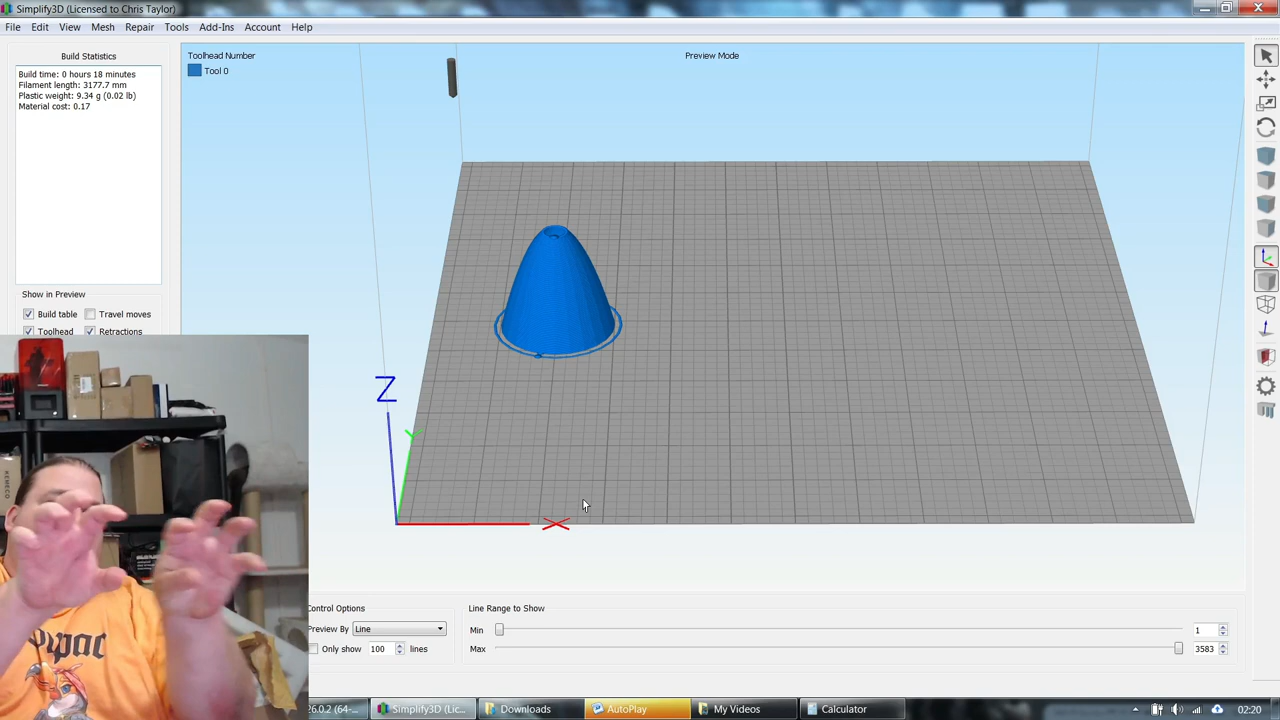 Simplify3D (Licensed to Chris Taylor)
File Edit View Mesh Repair Tools Add-Ins Account Help
Build Statistics
Build time: 0 hours 18 minutes
Filament length: 3177.7 mm
Plastic weight: 9.34 g (0.02 lb)
Material cost: 0.17
Toolhead Number
Tool 0
Preview Mode
Show in Preview
Build table
Travel moves
Toolhead
Retractions
Z
Y
X
Control Options
Preview By
Line
Only show
100
lines
Line Range to Show
Min
1
Max
3583
26.0.2 (64-...
Simplify3D (Lic...
Downloads
AutoPlay
My Videos
Calculator
02:20